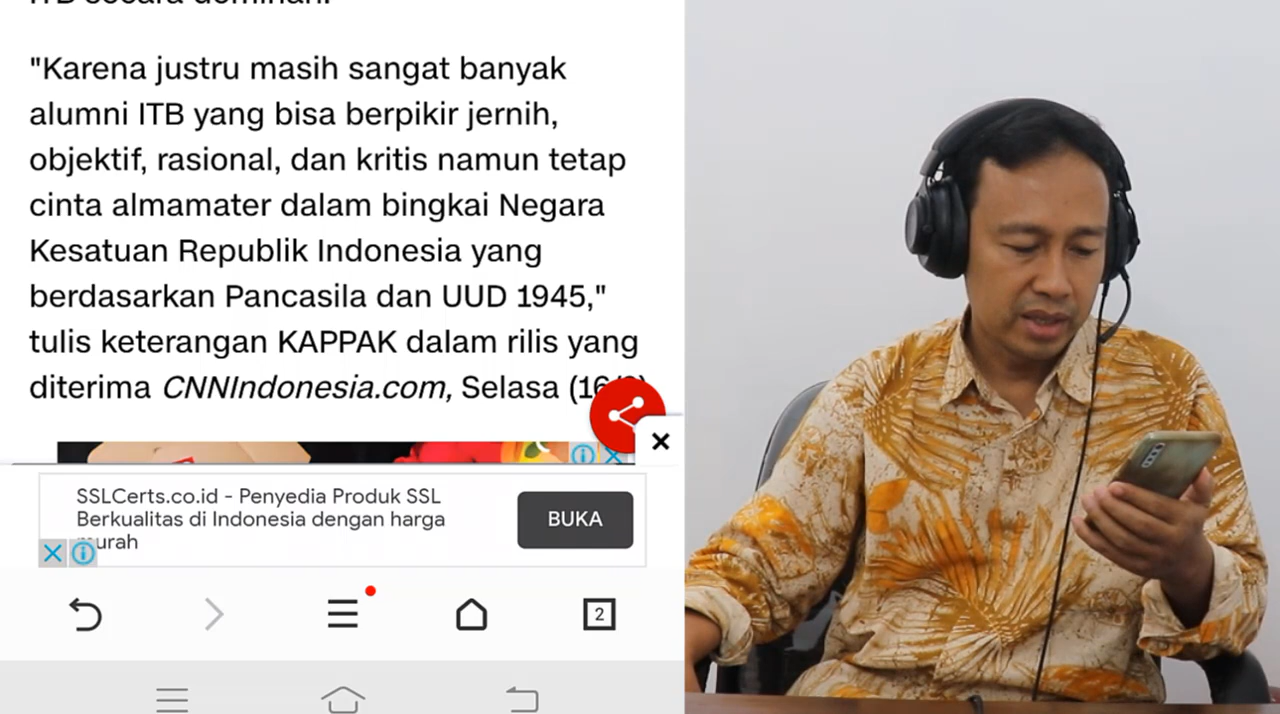 "Karena justru masih sangat banyak
alumni ITB yang bisa berpikir jernih,
objektif, rasional, dan kritis namun tetap
cinta almamater dalam bingkai Negara
Kesatuan Republik Indonesia yang
berdasarkan Pancasila dan UUD 1945,"
tulis keterangan KAPPAK dalam rilis yang
diterima CNNIndonesia.com, Selasa
SSLCerts.co.id - Penyedia Produk SSL
Berkualitas di Indonesia dengan harga
murah
BUKA
2